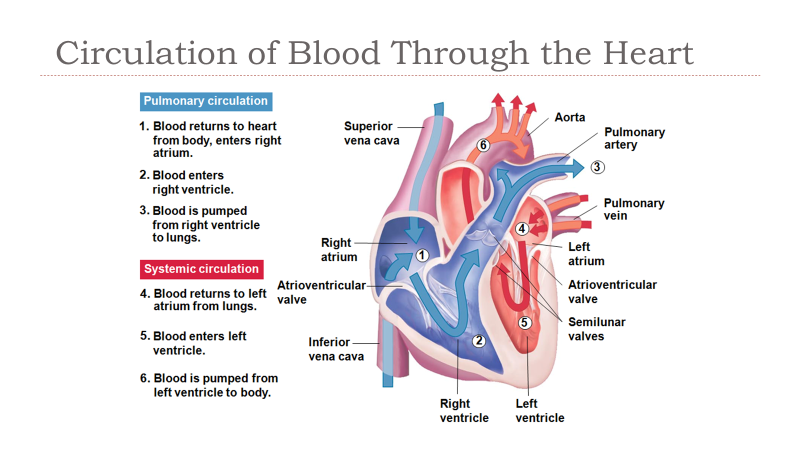 Circulation of Blood Through the Heart
Pulmonary circulation
1. Blood returns to heart
from body, enters right
atrium.
2. Blood enters
right ventricle.
3. Blood is pumped
from right ventricle
to lungs.
Systemic circulation
4. Blood returns to left
atrium from lungs.
5. Blood enters left
ventricle.
6. Blood is pumped from
left ventricle to body.
Superior
vena cava
Right
atrium
Atrioventricular
valve
Inferior
vena cava
Aorta
Pulmonary
artery
Pulmonary
vein
Left
atrium
Atrioventricular
valve
Semilunar
valves
Right
ventricle
Left
ventricle
6
3
4
1
5
2